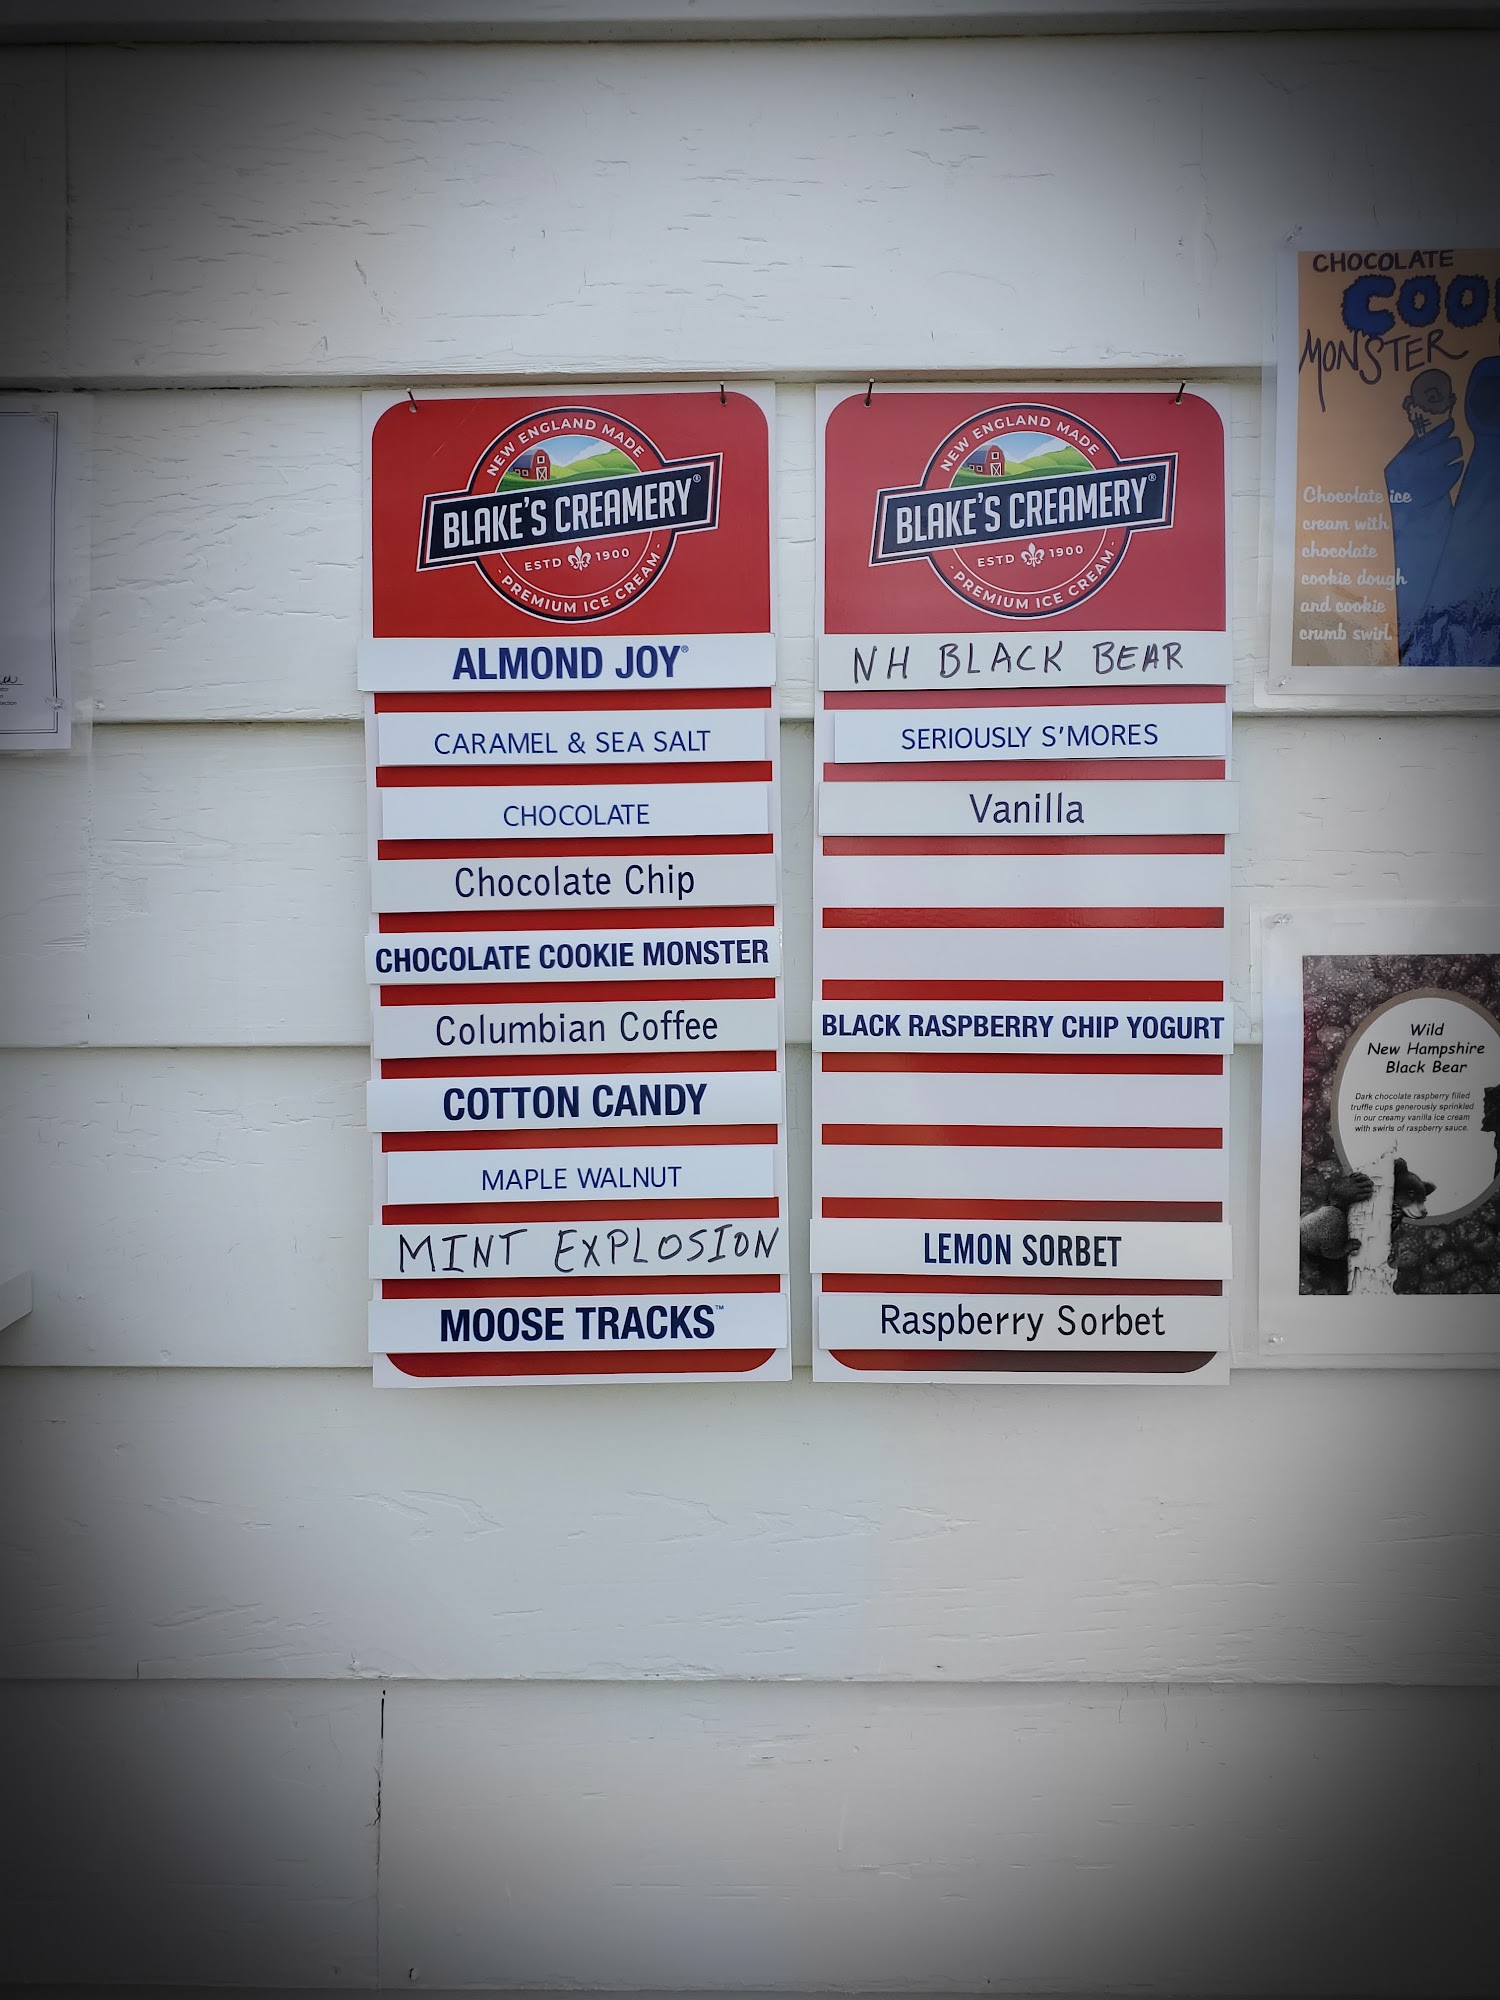 NEW ENGLAND MADE
BLAKE'S CREAMERY®
ESTD 1900
PREMIUM ICE CREAM
ALMOND JOY®
CARAMEL & SEA SALT
CHOCOLATE
Chocolate Chip
CHOCOLATE COOKIE MONSTER
Columbian Coffee
COTTON CANDY
MAPLE WALNUT
MINT EXPLOSION
MOOSE TRACKS™
NEW ENGLAND MADE
BLAKE'S CREAMERY®
ESTD 1900
PREMIUM ICE CREAM
NH BLACK BEAR
SERIOUSLY S'MORES
Vanilla
BLACK RASPBERRY CHIP YOGURT
LEMON SORBET
Raspberry Sorbet
CHOCOLATE
COO
MONSTER
Chocolate ice
cream with
chocolate
cookie dough
and cookie
crumb swirl.
Wild
New Hampshire
Black Bear
Dark chocolate raspberry filled
truffle cups generously sprinkled
in our creamy vanilla ice cream
with swirls of raspberry sauce.